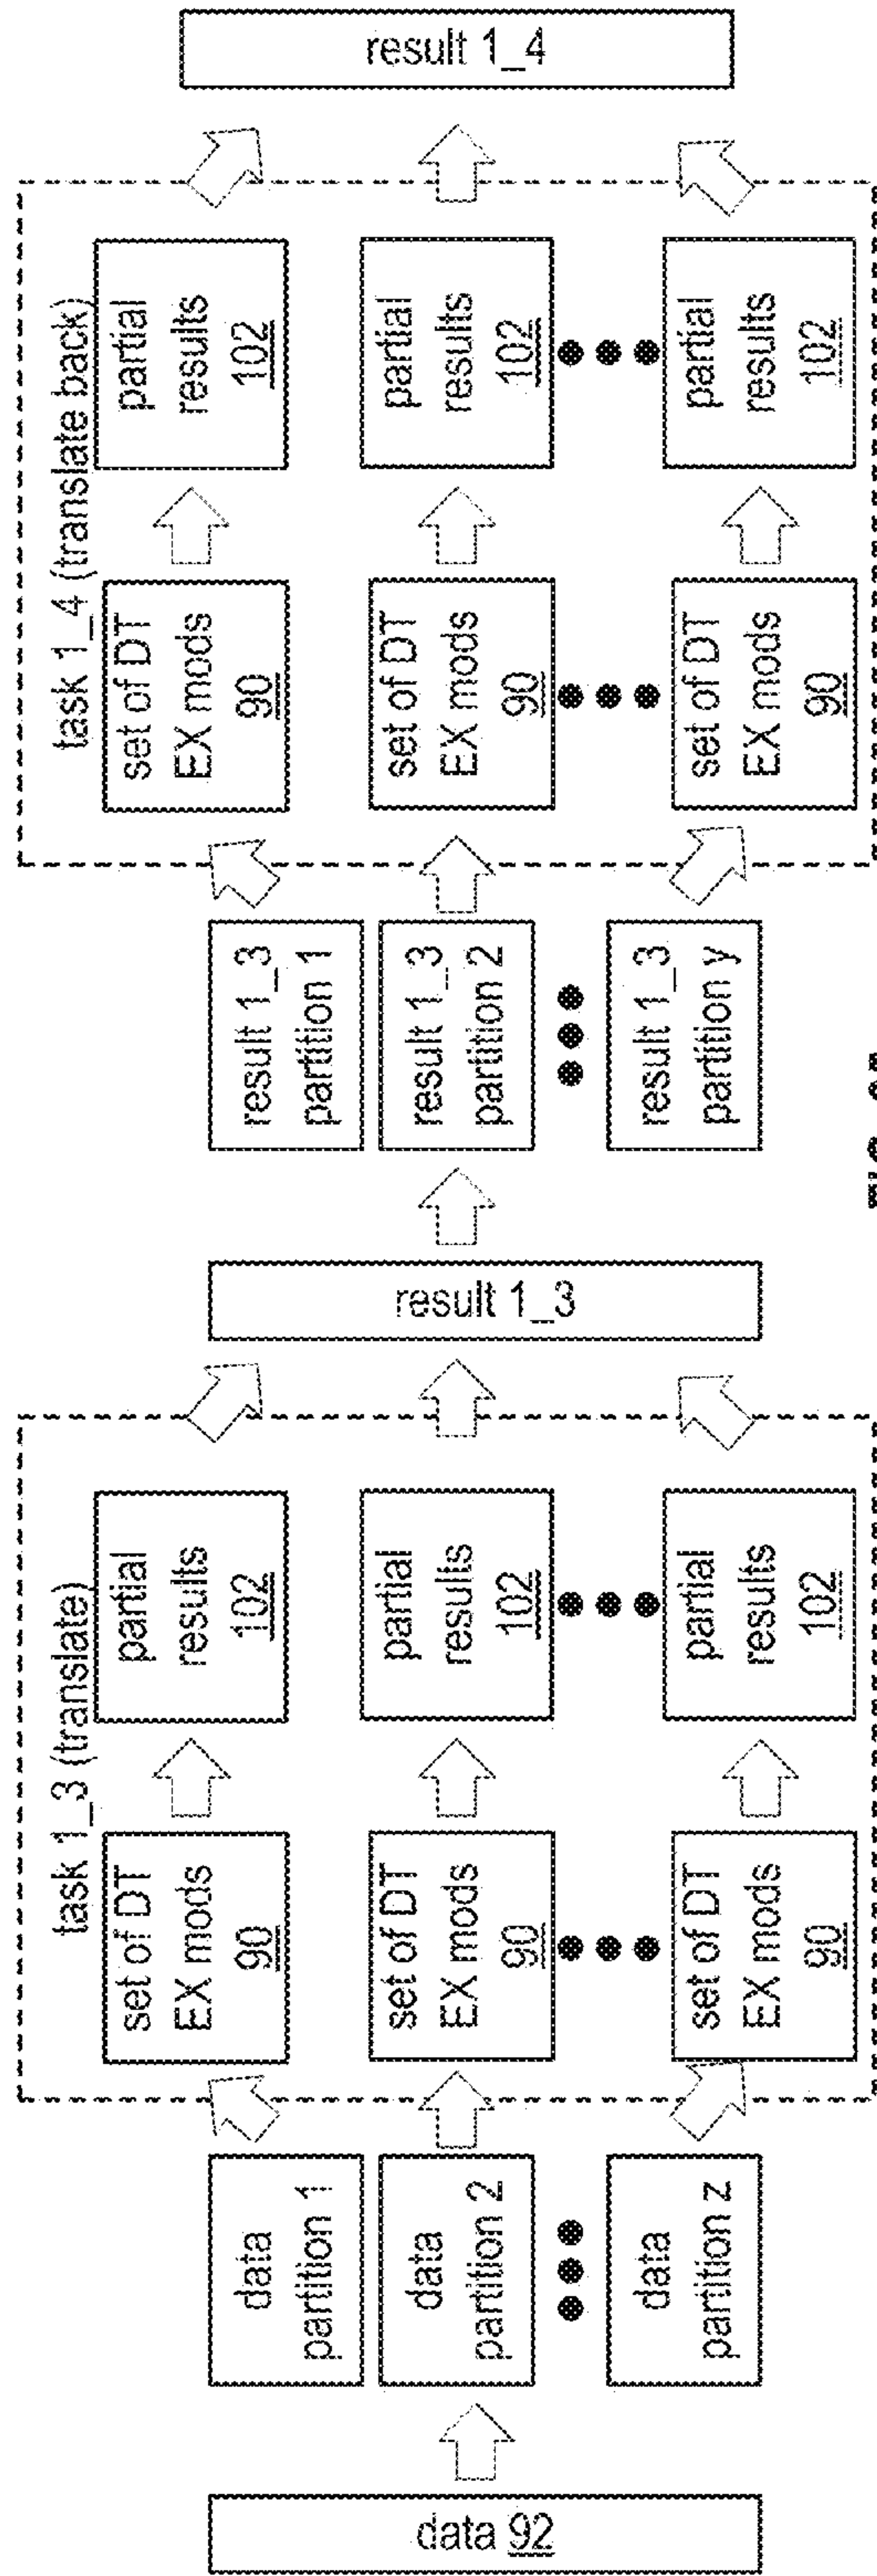 data 92
data
partition 1
data
partition 2
data
partition z
task 1_3 (translate)
set of DT
EX mods
90
partial
results
102
set of DT
EX mods
90
partial
results
102
set of DT
EX mods
90
partial
results
102
result 1_3
result 1_3
partition 1
result 1_3
partition 2
result 1_3
partition y
task 1_4 (translate back)
set of DT
EX mods
90
partial
results
102
set of DT
EX mods
90
partial
results
102
set of DT
EX mods
90
partial
results
102
result 1_4